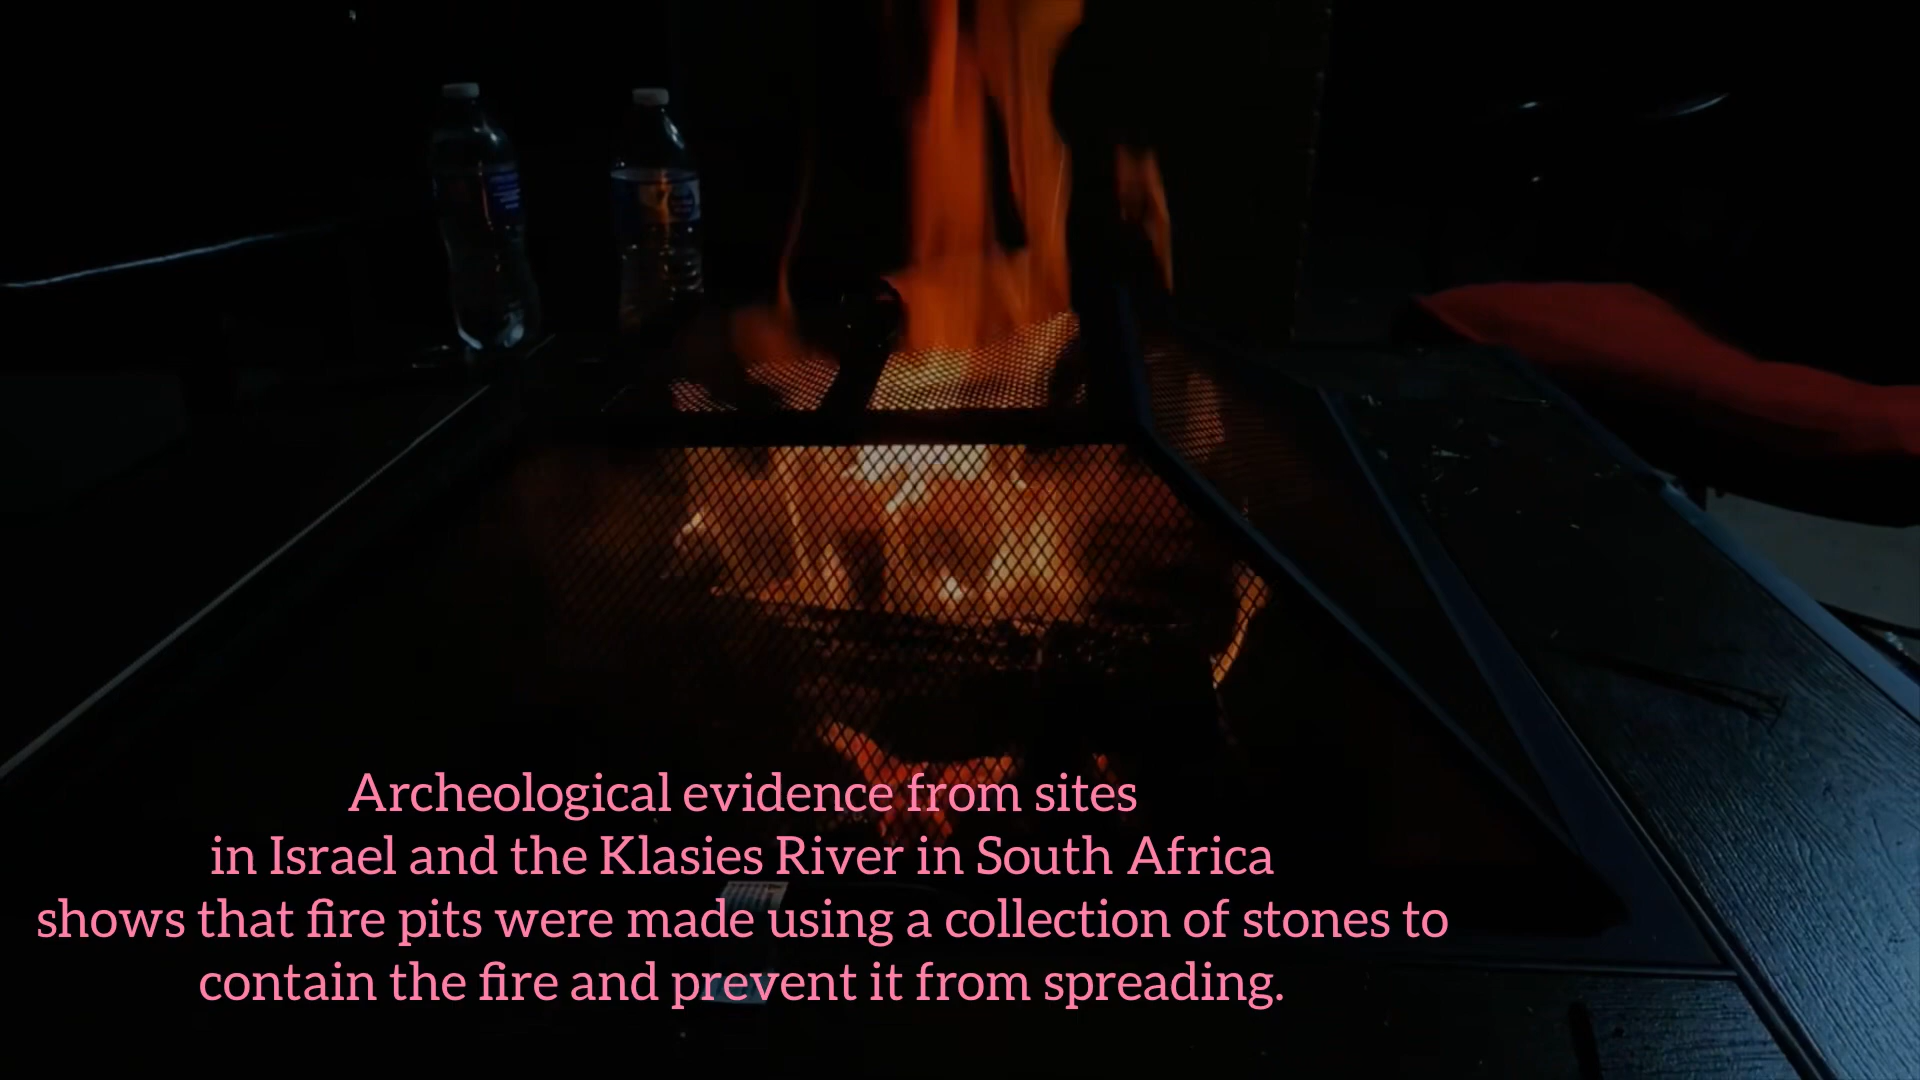 Archeological evidence from sites
in Israel and the Klasies River in South Africa
shows that fire pits were made using a collection of stones to
contain the fire and prevent it from spreading.